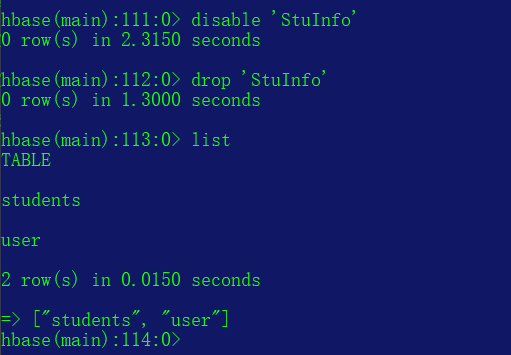 hbase(main):111:0> disable 'StuInfo'
0 row(s) in 2.3150 seconds
hbase(main):112:0> drop 'StuInfo'
0 row(s) in 1.3000 seconds
hbase(main):113:0> list
TABLE
students
user
2 row(s) in 0.0150 seconds
=> ["students", "user"]
hbase(main):114:0>